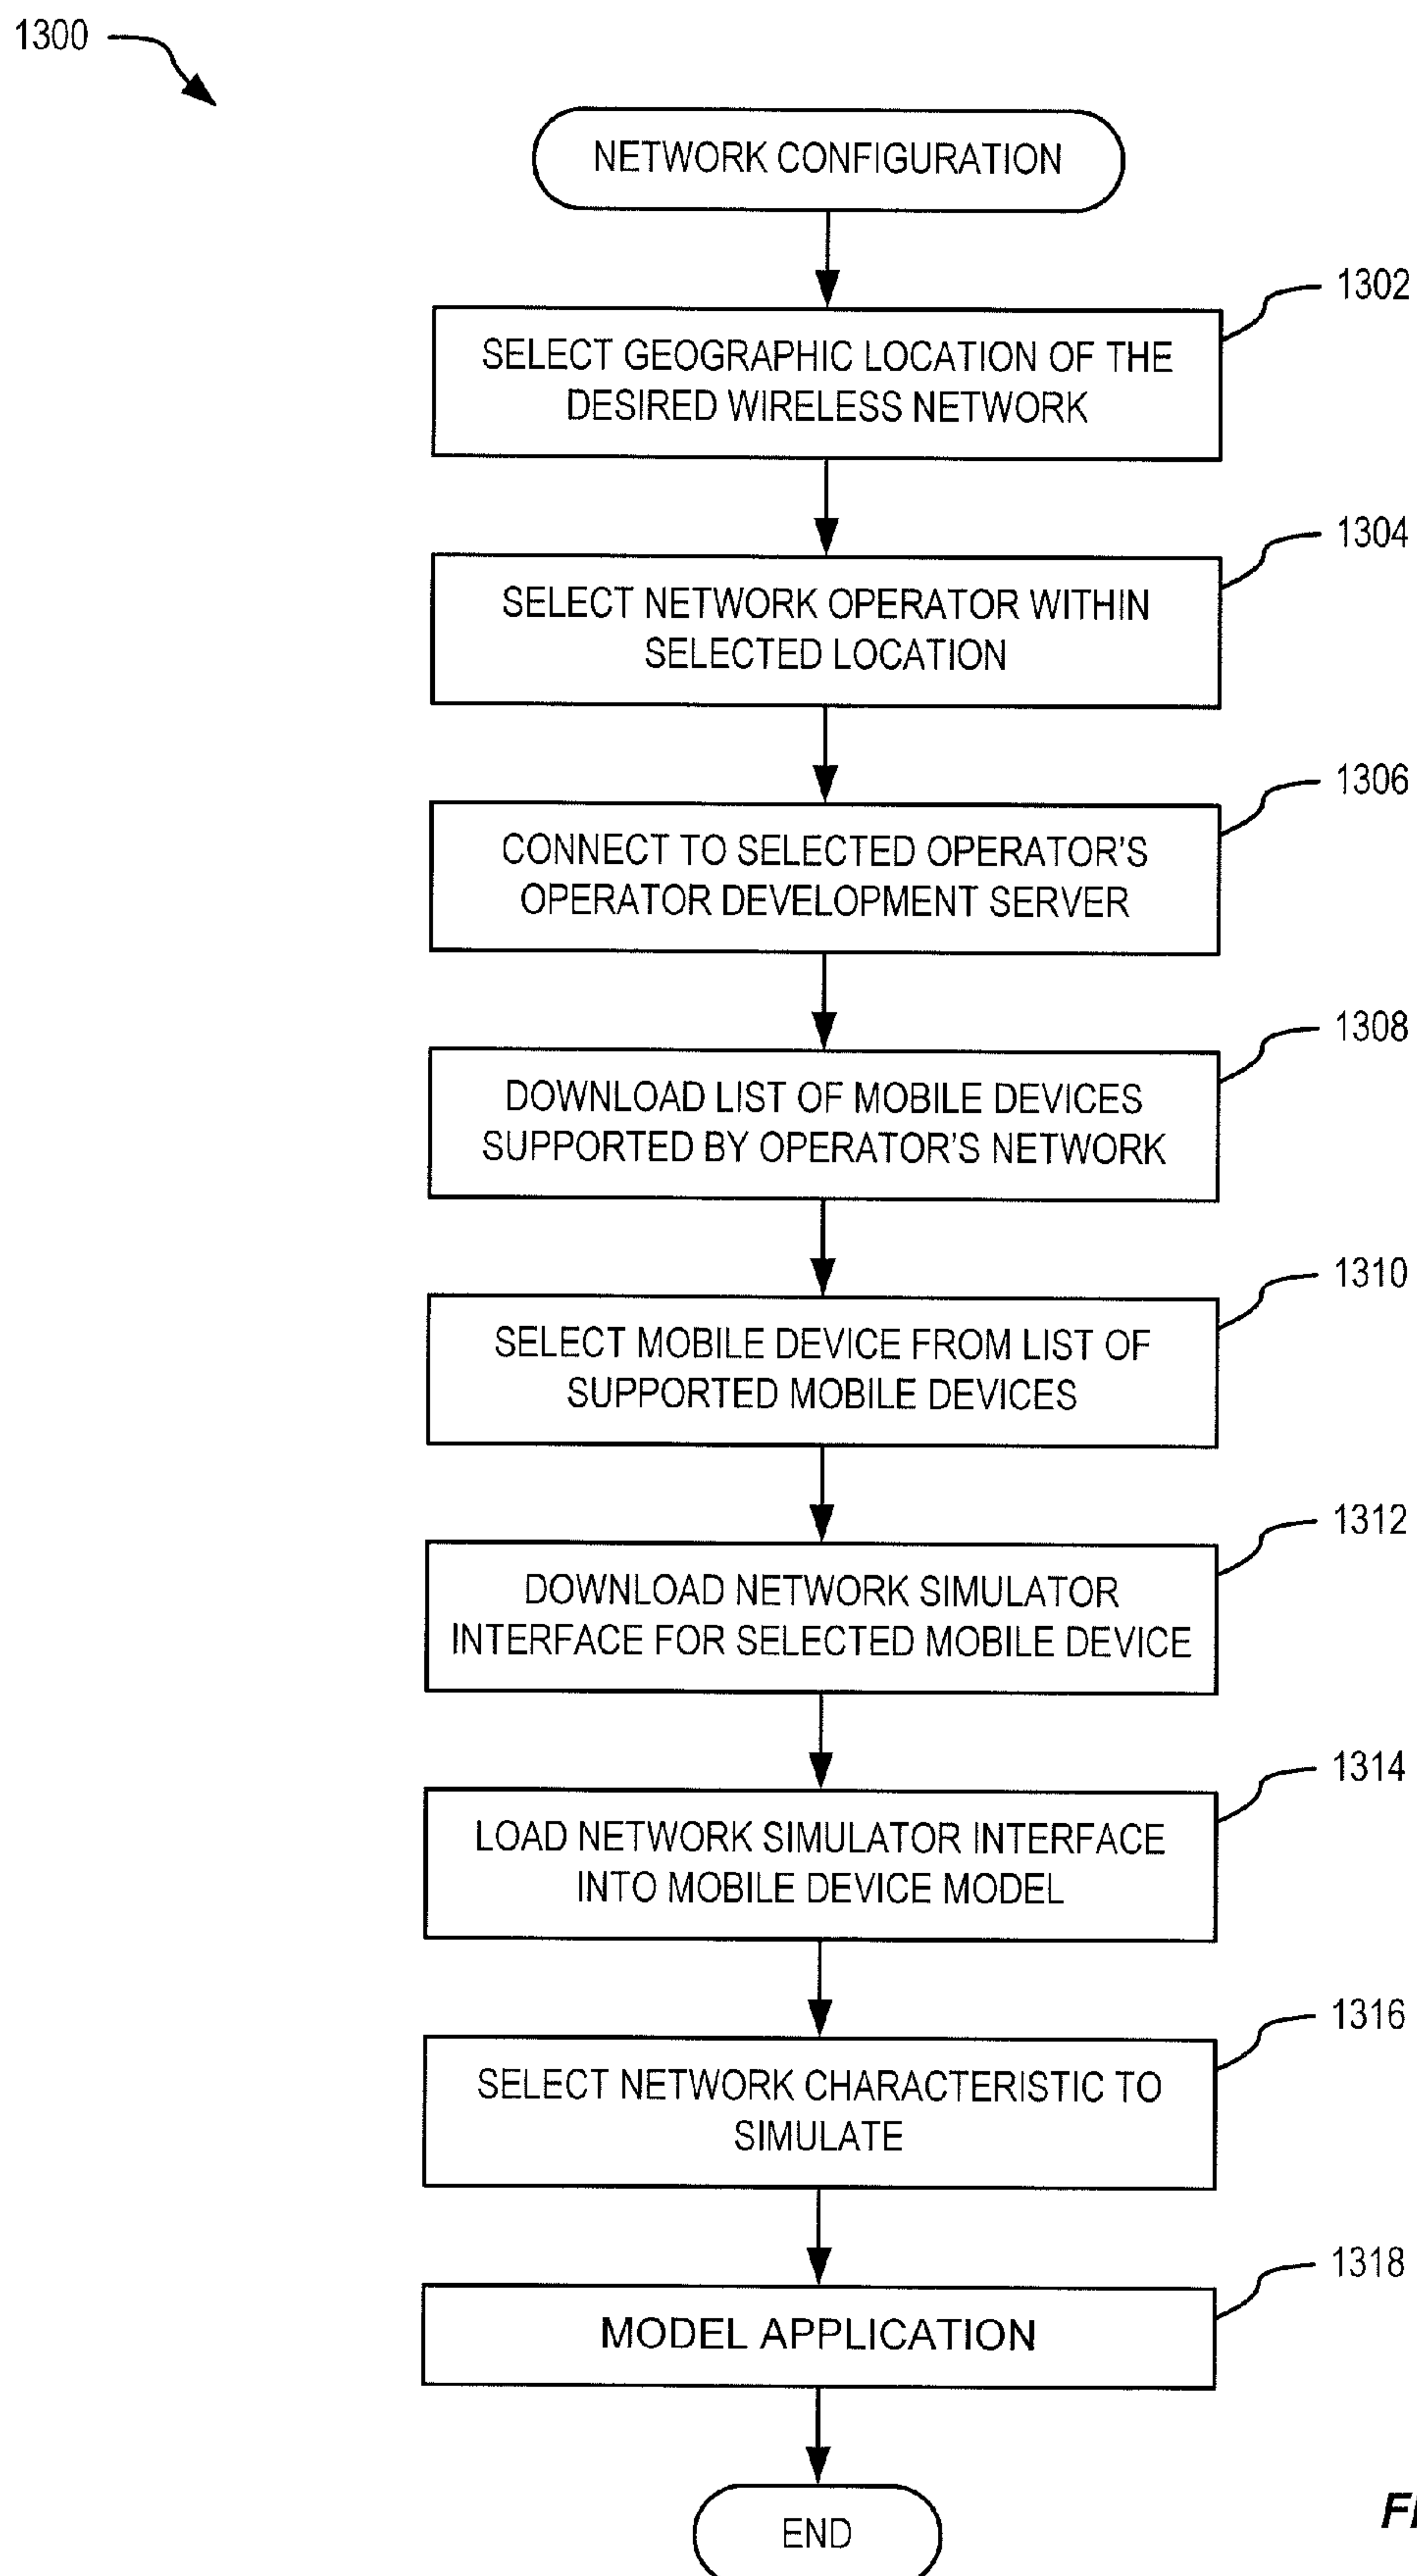 1300
NETWORK CONFIGURATION
1302
SELECT GEOGRAPHIC LOCATION OF THE
DESIRED WIRELESS NETWORK
1304
SELECT NETWORK OPERATOR WITHIN
SELECTED LOCATION
1306
CONNECT TO SELECTED OPERATOR'S
OPERATOR DEVELOPMENT SERVER
1308
DOWNLOAD LIST OF MOBILE DEVICES
SUPPORTED BY OPERATOR'S NETWORK
1310
SELECT MOBILE DEVICE FROM LIST OF
SUPPORTED MOBILE DEVICES
1312
DOWNLOAD NETWORK SIMULATOR
INTERFACE FOR SELECTED MOBILE DEVICE
1314
LOAD NETWORK SIMULATOR INTERFACE
INTO MOBILE DEVICE MODEL
1316
SELECT NETWORK CHARACTERISTIC TO
SIMULATE
1318
MODEL APPLICATION
END